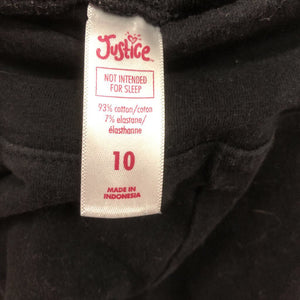 Justice
NOT INTENDED
FOR SLEEP
93% cotton/coton
7% elastane/
élasthanne
10
MADE IN
INDONESIA